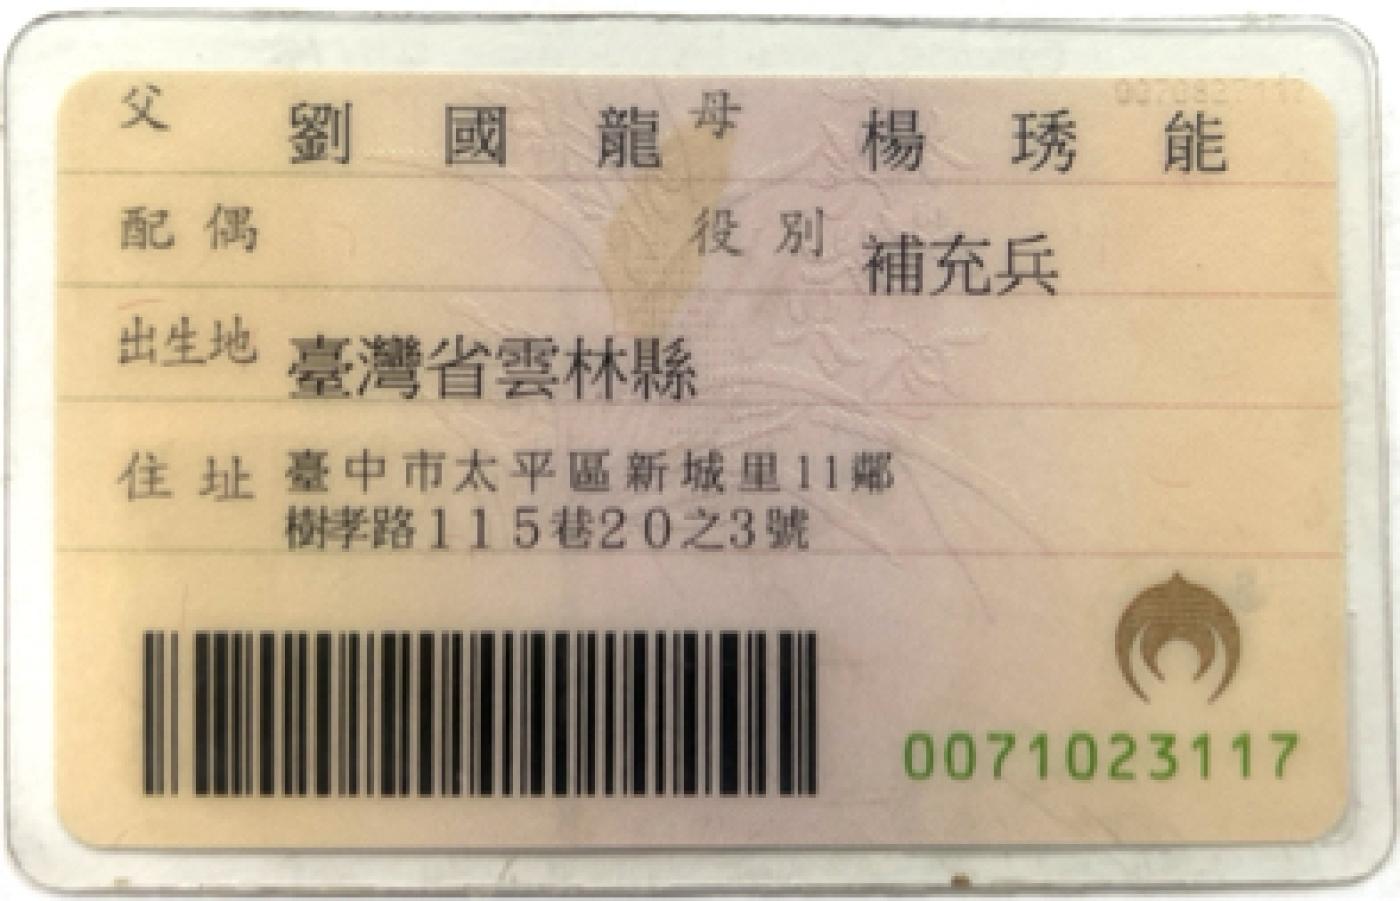 父 劉國龍 母 楊琇能
配偶 役別 補充兵
出生地 臺灣省雲林縣
住址 臺中市太平區新城里11鄰
樹孝路115巷20之3號
0071023117